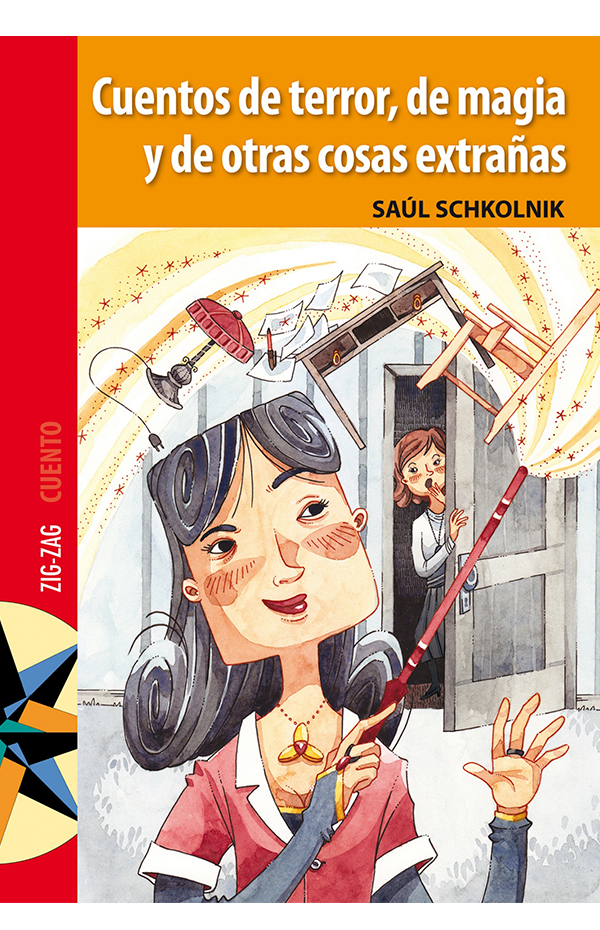 Cuentos de terror, de magia
y de otras cosas extrañas
SAÚL SCHKOLNIK
ZIG-ZAG CUENTO